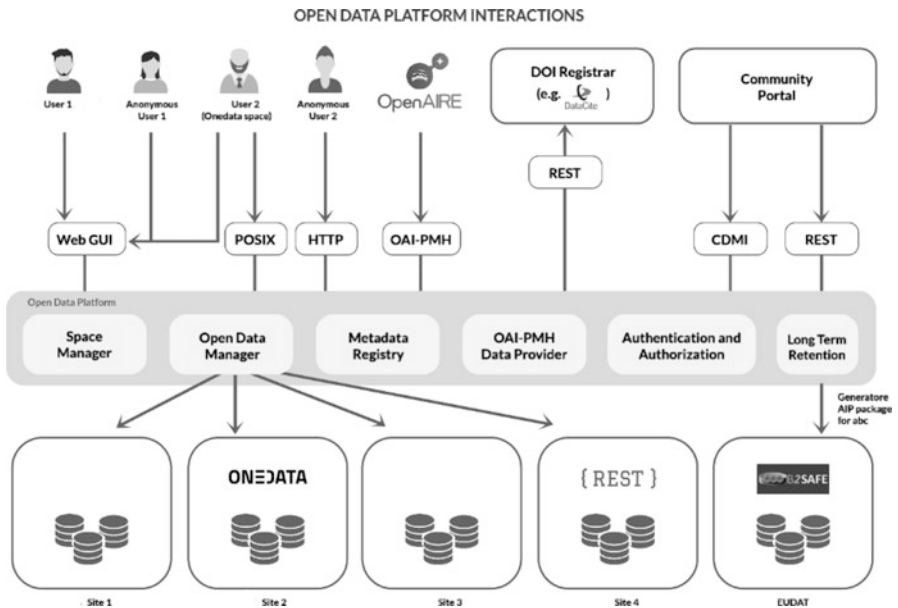 OPEN DATA PLATFORM INTERACTIONS
User 1
Anonymous
User 1
User 2
(Onedata space)
Anonymous
User 2
OpenAIRE
DOI Registrar
(e.g. DataCite )
Community
Portal
REST
Web GUI
POSIX
HTTP
OAI-PMH
CDMI
REST
Open Data Platform
Space
Manager
Open Data
Manager
Metadata
Registry
OAI-PMH
Data Provider
Authentication and
Authorization
Long Term
Retention
Generatore
AIP package
for abc
ONEDATA
{ REST }
B2SAFE
Site 1
Site 2
Site 3
Site 4
EUDAT